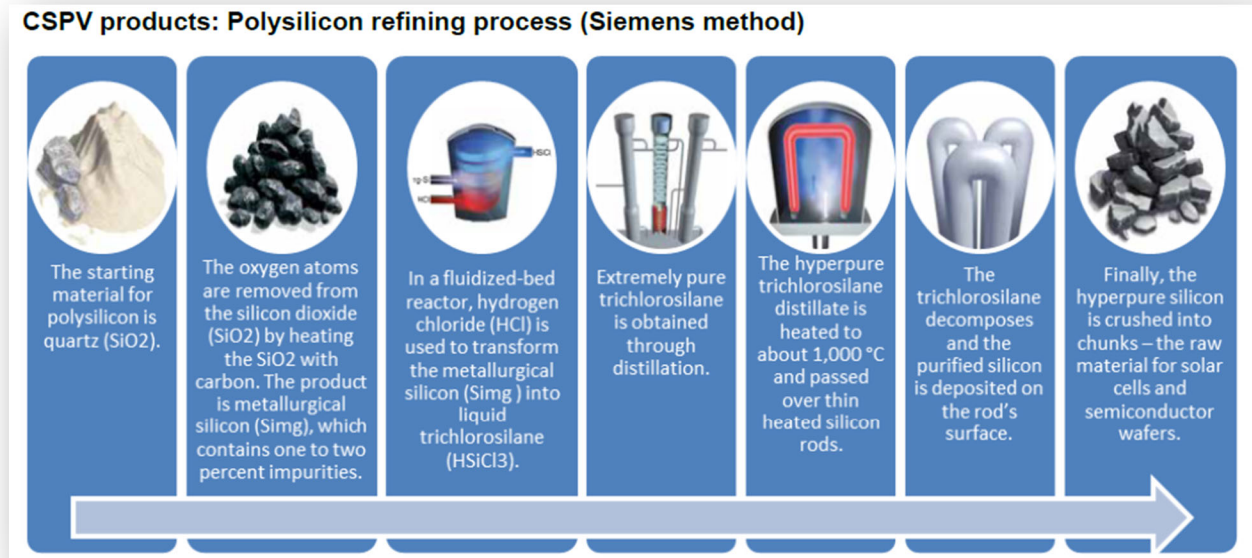 CSPV products: Polysilicon refining process (Siemens method)
The starting
material for
polysilicon is
quartz (SiO2).
The oxygen atoms
are removed from
the silicon dioxide
(SiO2) by heating
the SiO2 with
carbon. The product
is metallurgical
silicon (Simg), which
contains one to two
percent impurities.
HSiCl
HCl
In a fluidized-bed
reactor, hydrogen
chloride (HCl) is
used to transform
the metallurgical
silicon (Simg ) into
liquid
trichlorosilane
(HSiCl3).
Extremely pure
trichlorosilane
is obtained
through
distillation.
The hyperpure
trichlorosilane
distillate is
heated to
about 1,000 °C
and passed
over thin
heated silicon
rods.
The
trichlorosilane
decomposes
and the
purified silicon
is deposited on
the rod’s
surface.
Finally, the
hyperpure silicon
is crushed into
chunks – the raw
material for solar
cells and
semiconductor
wafers.